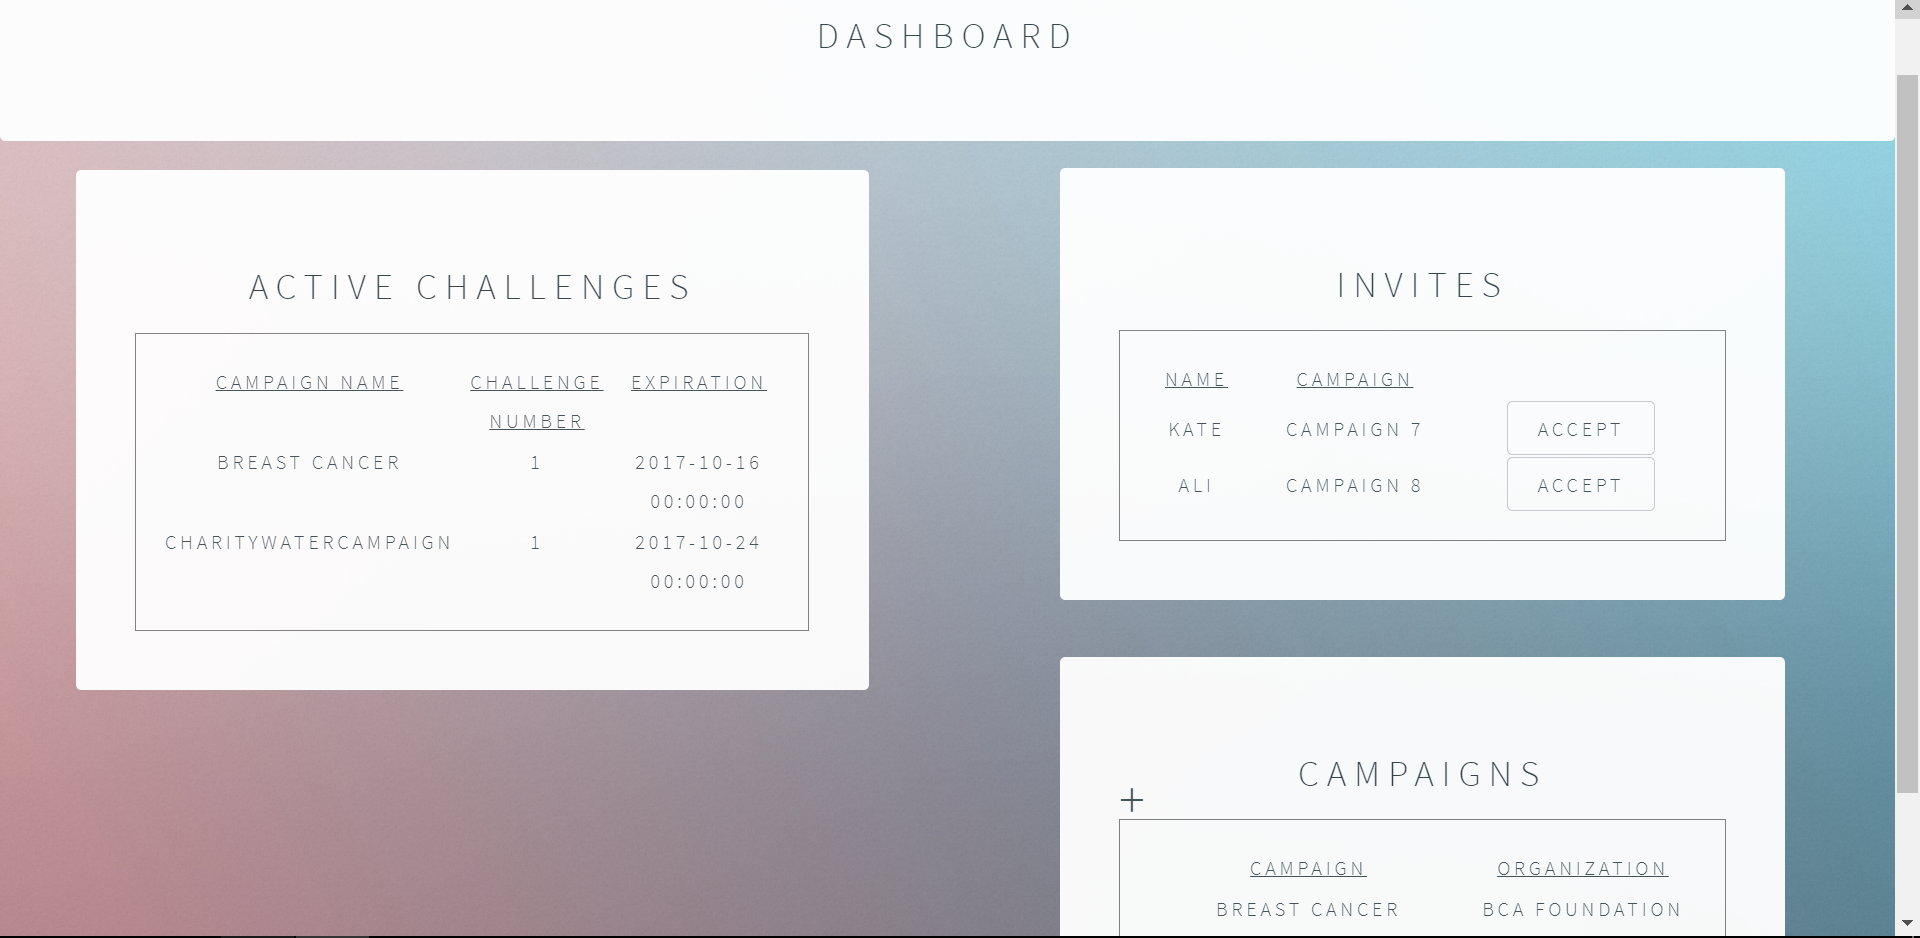 DASHBOARD
ACTIVE CHALLENGES
CAMPAIGN NAME CHALLENGE NUMBER EXPIRATION
BREAST CANCER 1 2017-10-16 00:00:00
CHARITYWATERCAMPAIGN 1 2017-10-24 00:00:00
INVITES
NAME CAMPAIGN
KATE CAMPAIGN 7 ACCEPT
ALI CAMPAIGN 8 ACCEPT
CAMPAIGNS
+
CAMPAIGN ORGANIZATION
BREAST CANCER BCA FOUNDATION